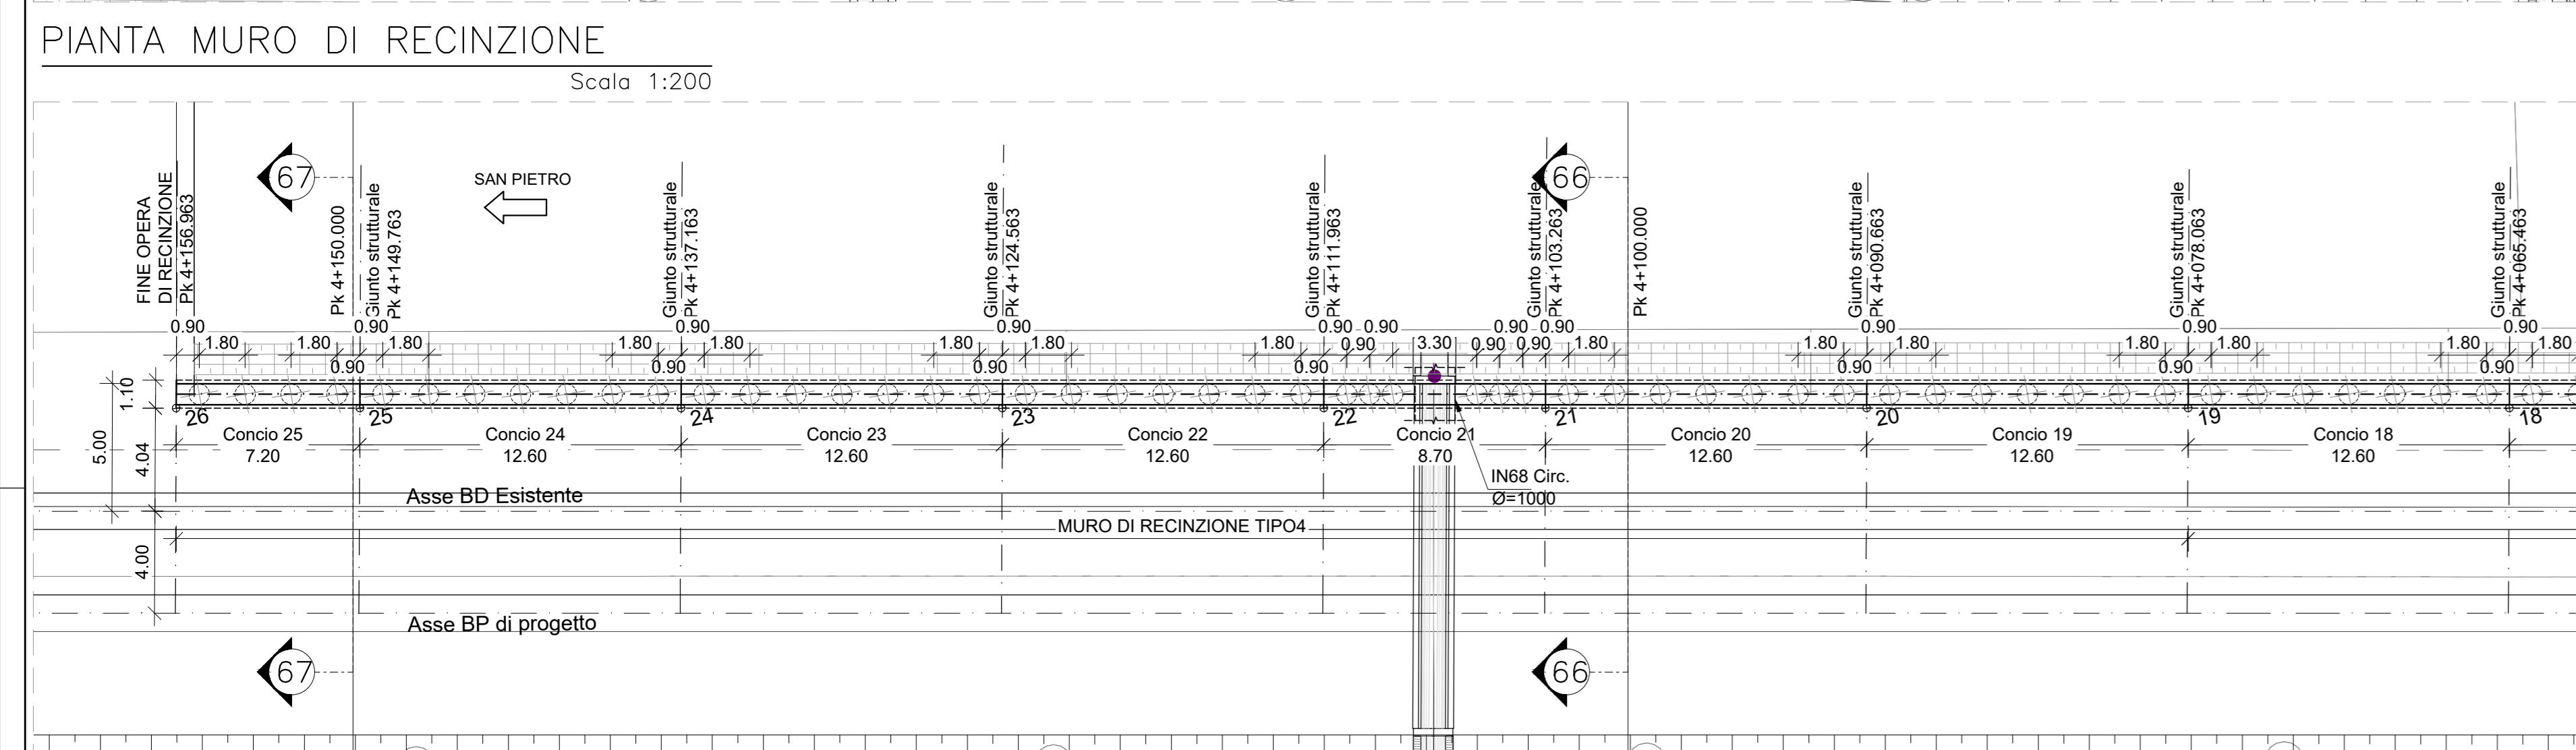 PIANTA MURO DI RECINZIONE
Scala 1:200
67
66
SAN PIETRO
FINE OPERA
DI RECINZIONE
Pk 4+156.963
Pk 4+150.000
Giunto strutturale
Pk 4+149.763
Giunto strutturale
Pk 4+137.163
Giunto strutturale
Pk 4+124.563
Giunto strutturale
Pk 4+111.963
Giunto strutturale
Pk 4+103.263
Pk 4+100.000
Giunto strutturale
Pk 4+090.663
Giunto strutturale
Pk 4+078.063
Giunto strutturale
Pk 4+065.463
0.90 0.90 0.90 0.90 0.90 0.90 0.90 0.90 0.90 0.90 0.90
1.80 1.80 1.80 1.80 1.80 1.80 1.80 1.80 0.90 3.30 0.90 0.90 1.80 1.80 1.80 1.80 1.80 1.80 1.80
0.90 0.90 0.90 0.90 0.90 0.90 0.90
1.10
26 25 24 23 22 21 20 19 18
5.00
4.04
Concio 25 Concio 24 Concio 23 Concio 22 Concio 21 Concio 20 Concio 19 Concio 18
7.20 12.60 12.60 12.60 8.70 12.60 12.60 12.60
IN68 Circ.
Ø=1000
Asse BD Esistente
MURO DI RECINZIONE TIPO4
4.00
Asse BP di progetto
67
66